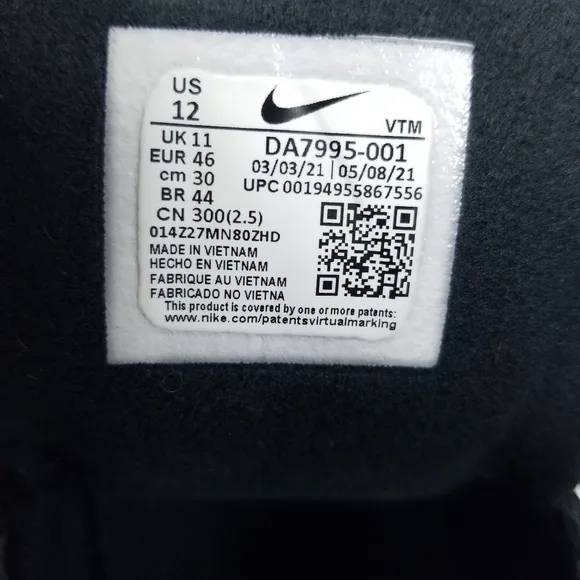 US
12
VTM
UK 11
EUR 46
cm 30
BR 44
CN 300(2.5)
DA7995-001
03/03/21 | 05/08/21
UPC 00194955867556
014Z27MN80ZHD
MADE IN VIETNAM
HECHO EN VIETNAM
FABRIQUE AU VIETNAM
FABRICADO NO VIETNA
This product is covered by one or more patents:
www.nike.com/patentsvirtualmarking